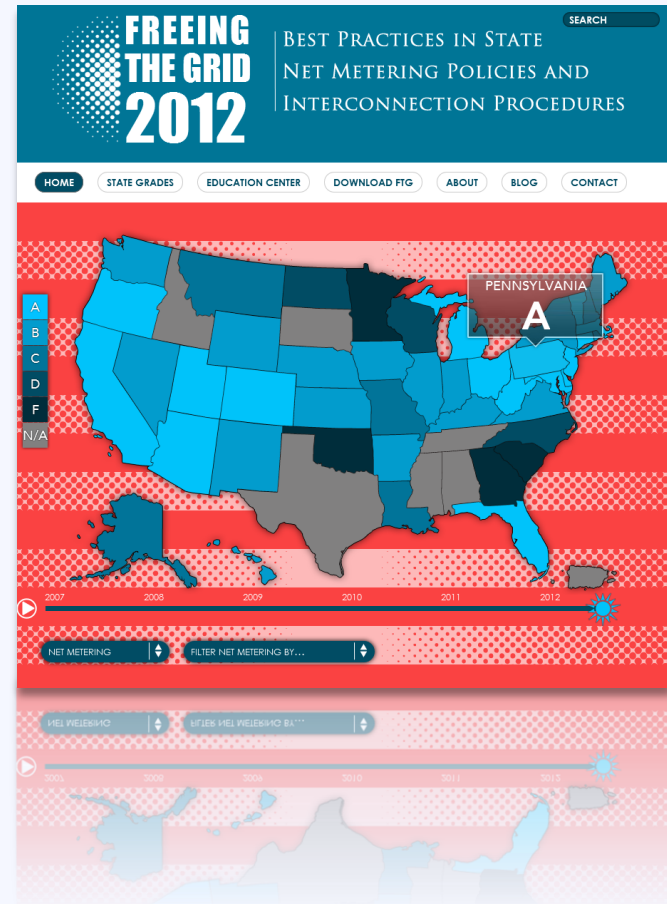 FREEING
THE GRID
2012
BEST PRACTICES IN STATE
NET METERING POLICIES AND
INTERCONNECTION PROCEDURES
SEARCH
HOME
STATE GRADES
EDUCATION CENTER
DOWNLOAD FTG
ABOUT
BLOG
CONTACT
PENNSYLVANIA
A
A
B
C
D
F
N/A
2007 2008 2009 2010 2011 2012
NET METERING
FILTER NET METERING BY...